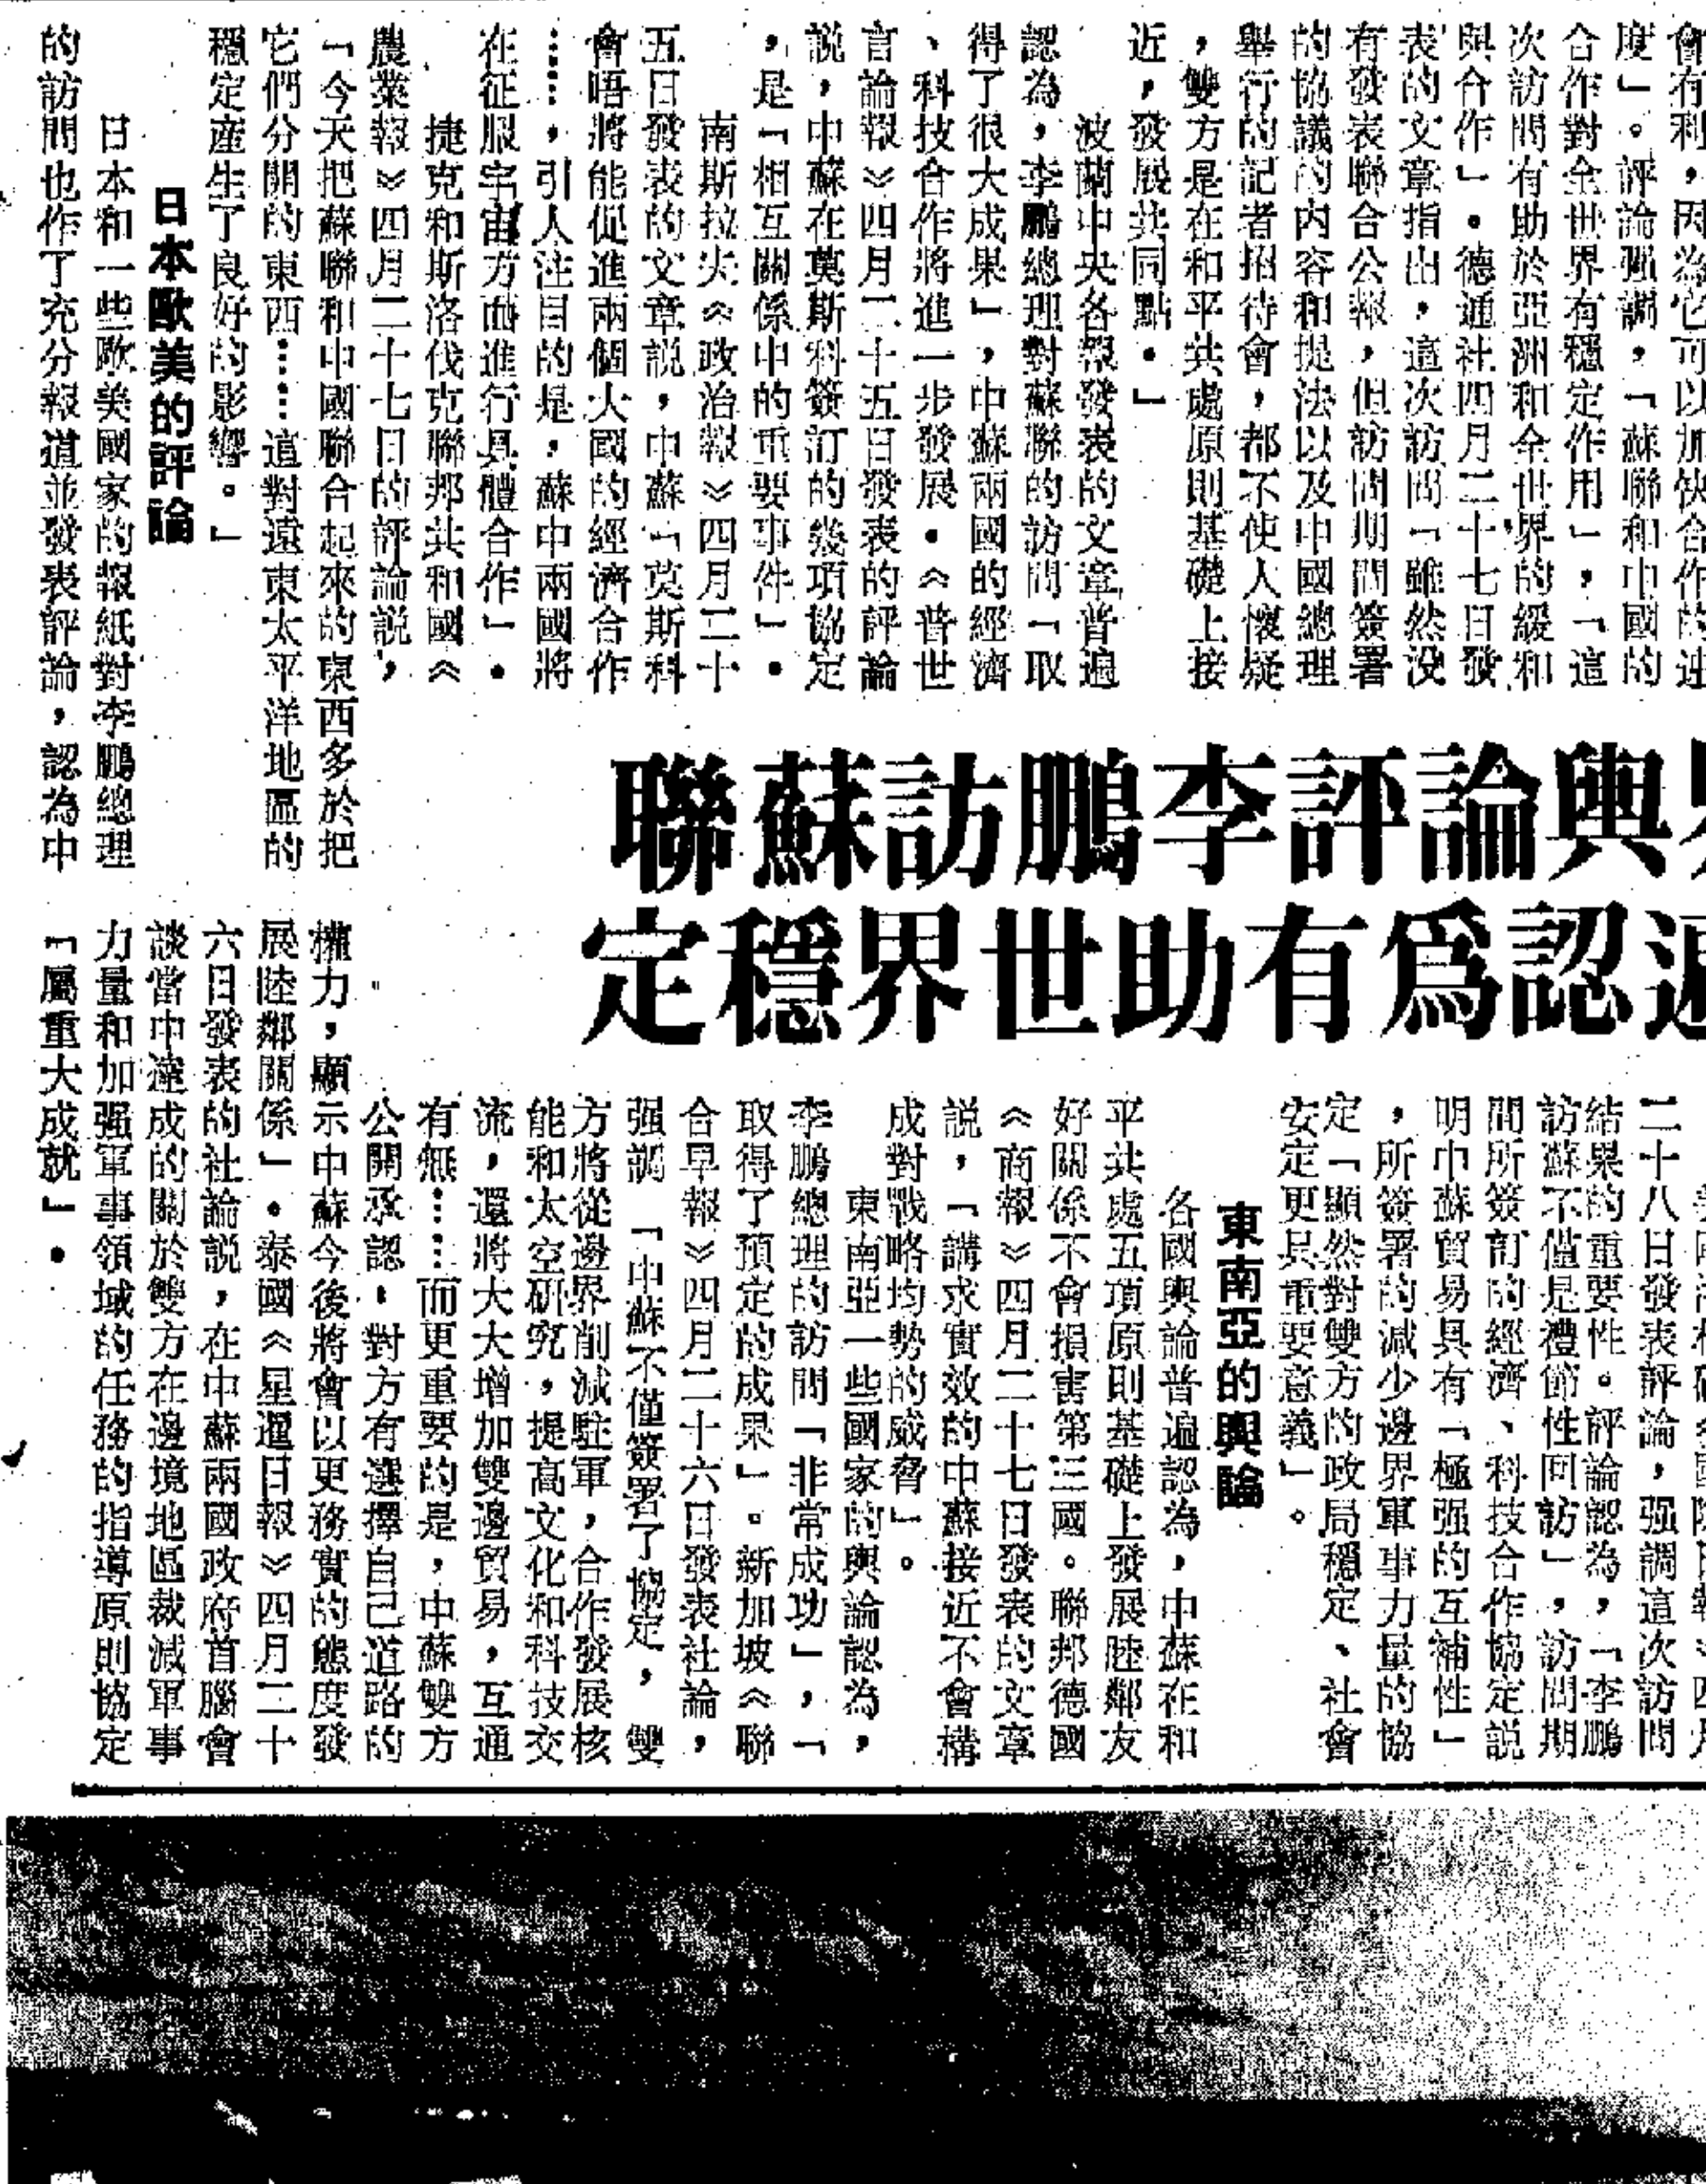 界輿論評李鵬訪蘇聯
遍認爲有助世界穩定
會有利，因為它可以加快合作的速
度」。評論强調，「蘇聯和中國的
合作對全世界有穩定作用」，「這
次訪問有助於亞洲和全世界的緩和
與合作」。德通社四月二十七日發
表的文章指出，這次訪問「雖然没
有發表聯合公報，但訪問期間簽署
的協議的内容和提法以及中國總理
舉行的記者招待會，都不使人懷疑
，雙方是在和平共處原則基礎上接
近，發展共同點。」
波蘭中央各報發表的文章普遍
認為，李鵬總理對蘇聯的訪問「取
得了很大成果」，中蘇兩國的經濟
、科技合作將進一步發展。《普世
言論報》四月二十五日發表的評論
説，中蘇在莫斯科簽訂的幾項協定
，是「相互關係中的重要事件」。
南斯拉夫《政治報》四月二十
五日發表的文章説，中蘇「莫斯科
會晤將能促進兩個大國的經濟合作
……，引人注目的是，蘇中兩國將
在征服宇宙方面進行具體合作」。
捷克和斯洛伐克聯邦共和國《
農業報》四月二十七日的評論説，
「今天把蘇聯和中國聯合起來的東西多於把
它們分開的東西……這對遠東太平洋地區的
穩定産生了良好的影響。」
日本歐美的評論
日本和一些歐美國家的報紙對李鵬總理
的訪問也作了充分報道並發表評論，認為中
二十八日發表評論，强調這次訪問
結果的重要性。評論認為，「李鵬
訪蘇不僅是禮節性回訪」，訪問期
間所簽訂的經濟、科技合作協定説
明中蘇貿易具有「極强的互補性」
，所簽署的減少邊界軍事力量的協
定「顯然對雙方的政局穩定、社會
安定更具重要意義」。
東南亞的輿論
各國輿論普遍認為，中蘇在和
平共處五項原則基礎上發展睦鄰友
好關係不會損害第三國。聯邦德國
《商報》四月二十七日發表的文章
説，「講求實效的中蘇接近不會構
成對戰略均勢的威脅」。
東南亞一些國家的輿論認為，
李鵬總理的訪問「非常成功」，「
取得了預定的成果」。新加坡《聯
合早報》四月二十六日發表社論，
强調「中蘇不僅簽署了協定，雙
方將從邊界削減駐軍，合作發展核
能和太空研究，提高文化和科技交
流，還將大大增加雙邊貿易，互通
有無……而更重要的是，中蘇雙方
公開承認，對方有選擇自己道路的
權力，顯示中蘇今後將會以更務實的態度發
展睦鄰關係」。泰國《星暹日報》四月二十
六日發表的社論説，在中蘇兩國政府首腦會
談當中達成的關於雙方在邊境地區裁減軍事
力量和加强軍事領域的任務的指導原則協定
「屬重大成就」。